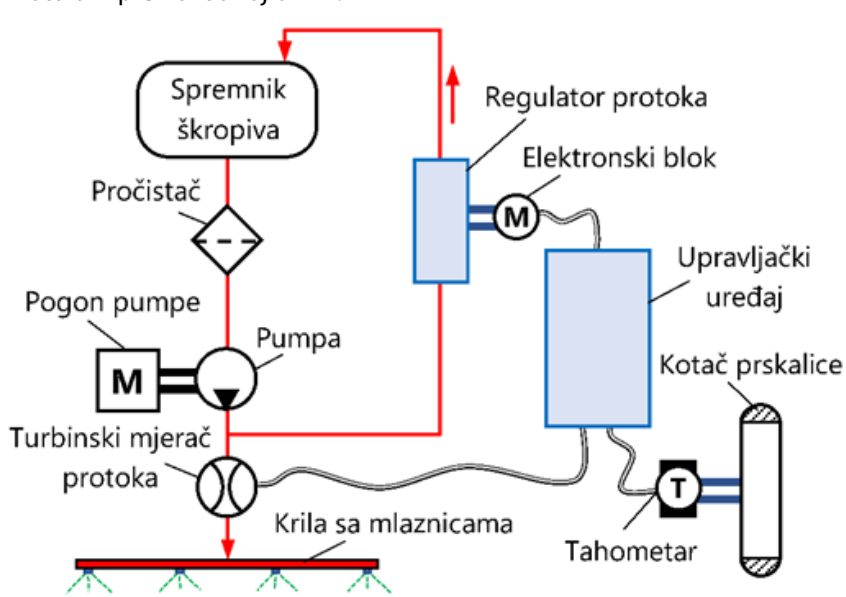 Spremnik
škropiva
Regulator protoka
Elektronski blok
M
Pročistač
Upravljački
uređaj
Pogon pumpe
Pumpa
M
Kotač prskalice
Turbinski mjerač
protoka
T
Krila sa mlaznicama
Tahometar